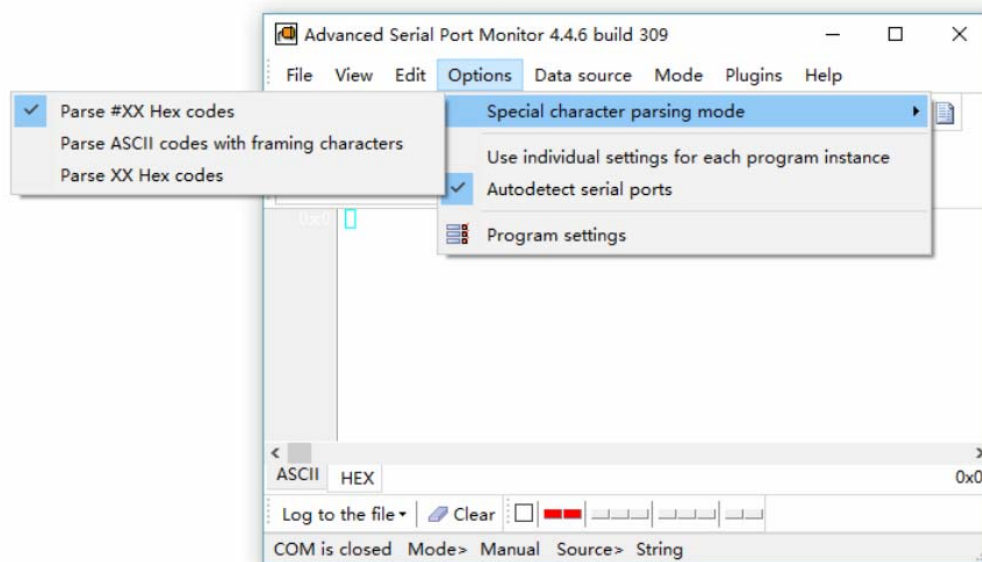 Advanced Serial Port Monitor 4.4.6 build 309
File View Edit Options Data source Mode Plugins Help
Parse #XX Hex codes
Parse ASCII codes with framing characters
Parse XX Hex codes
Special character parsing mode
Use individual settings for each program instance
Autodetect serial ports
Program settings
0x0
ASCII HEX 0x0
Log to the file Clear
COM is closed Mode> Manual Source> String